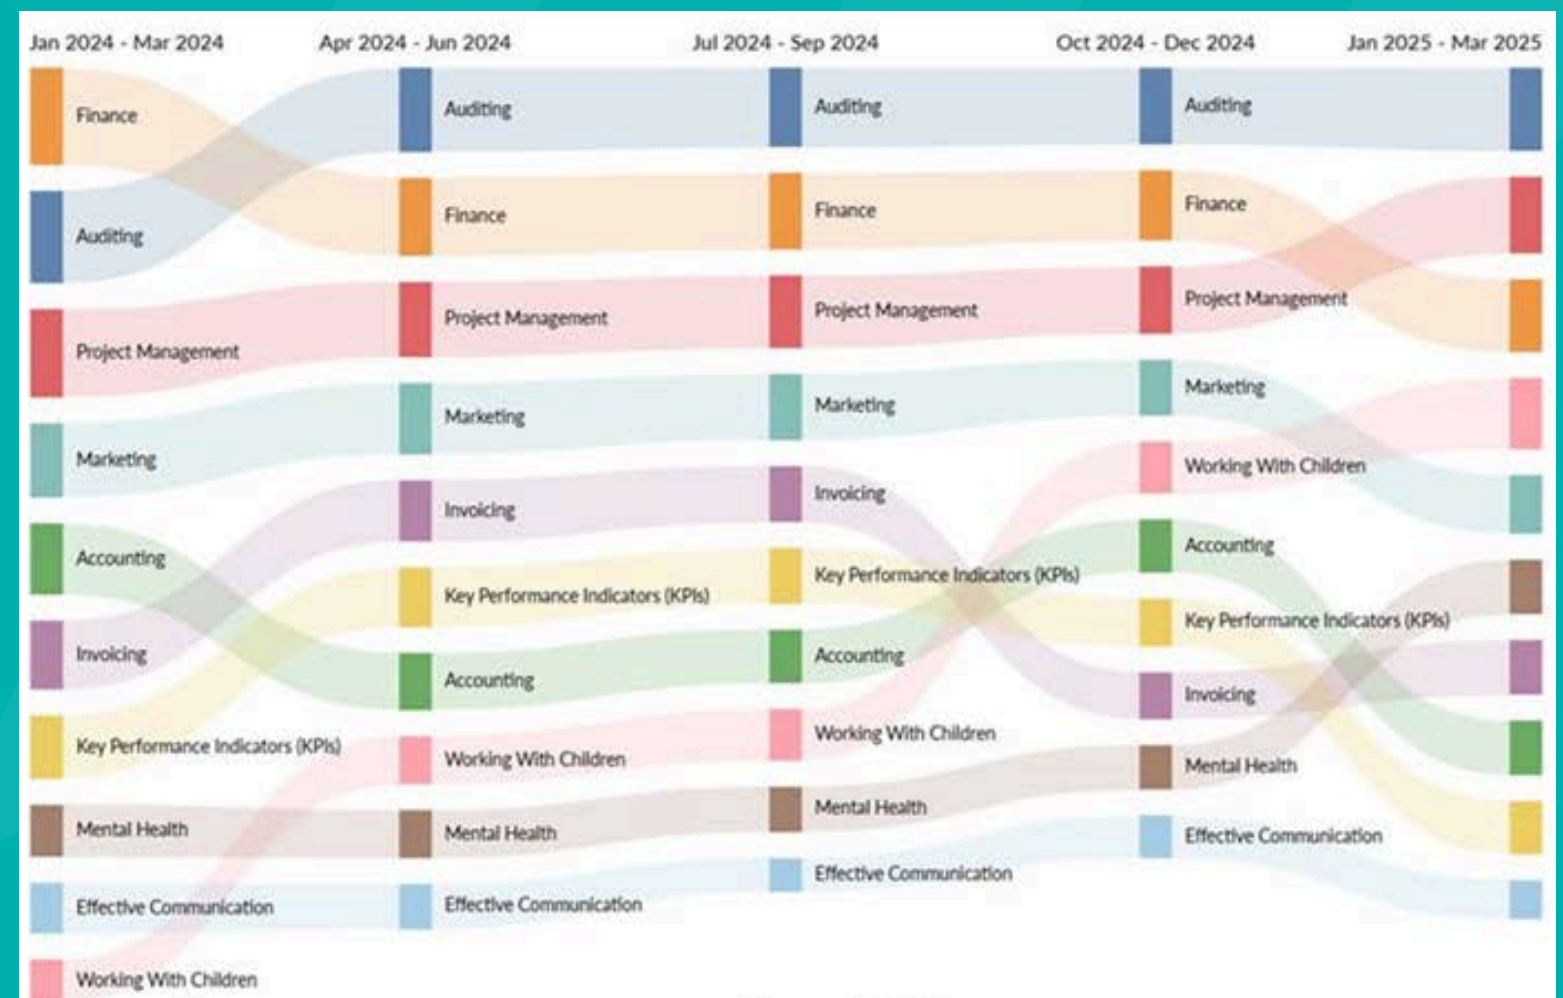 Jan 2024 - Mar 2024
Apr 2024 - Jun 2024
Jul 2024 - Sep 2024
Oct 2024 - Dec 2024
Jan 2025 - Mar 2025
Finance
Auditing
Project Management
Marketing
Accounting
Invoicing
Key Performance Indicators (KPIs)
Mental Health
Effective Communication
Working With Children
Auditing
Finance
Project Management
Marketing
Invoicing
Key Performance Indicators (KPIs)
Accounting
Working With Children
Mental Health
Effective Communication
Auditing
Finance
Project Management
Marketing
Invoicing
Key Performance Indicators (KPIs)
Accounting
Working With Children
Mental Health
Effective Communication
Auditing
Finance
Project Management
Marketing
Working With Children
Accounting
Key Performance Indicators (KPIs)
Invoicing
Mental Health
Effective Communication